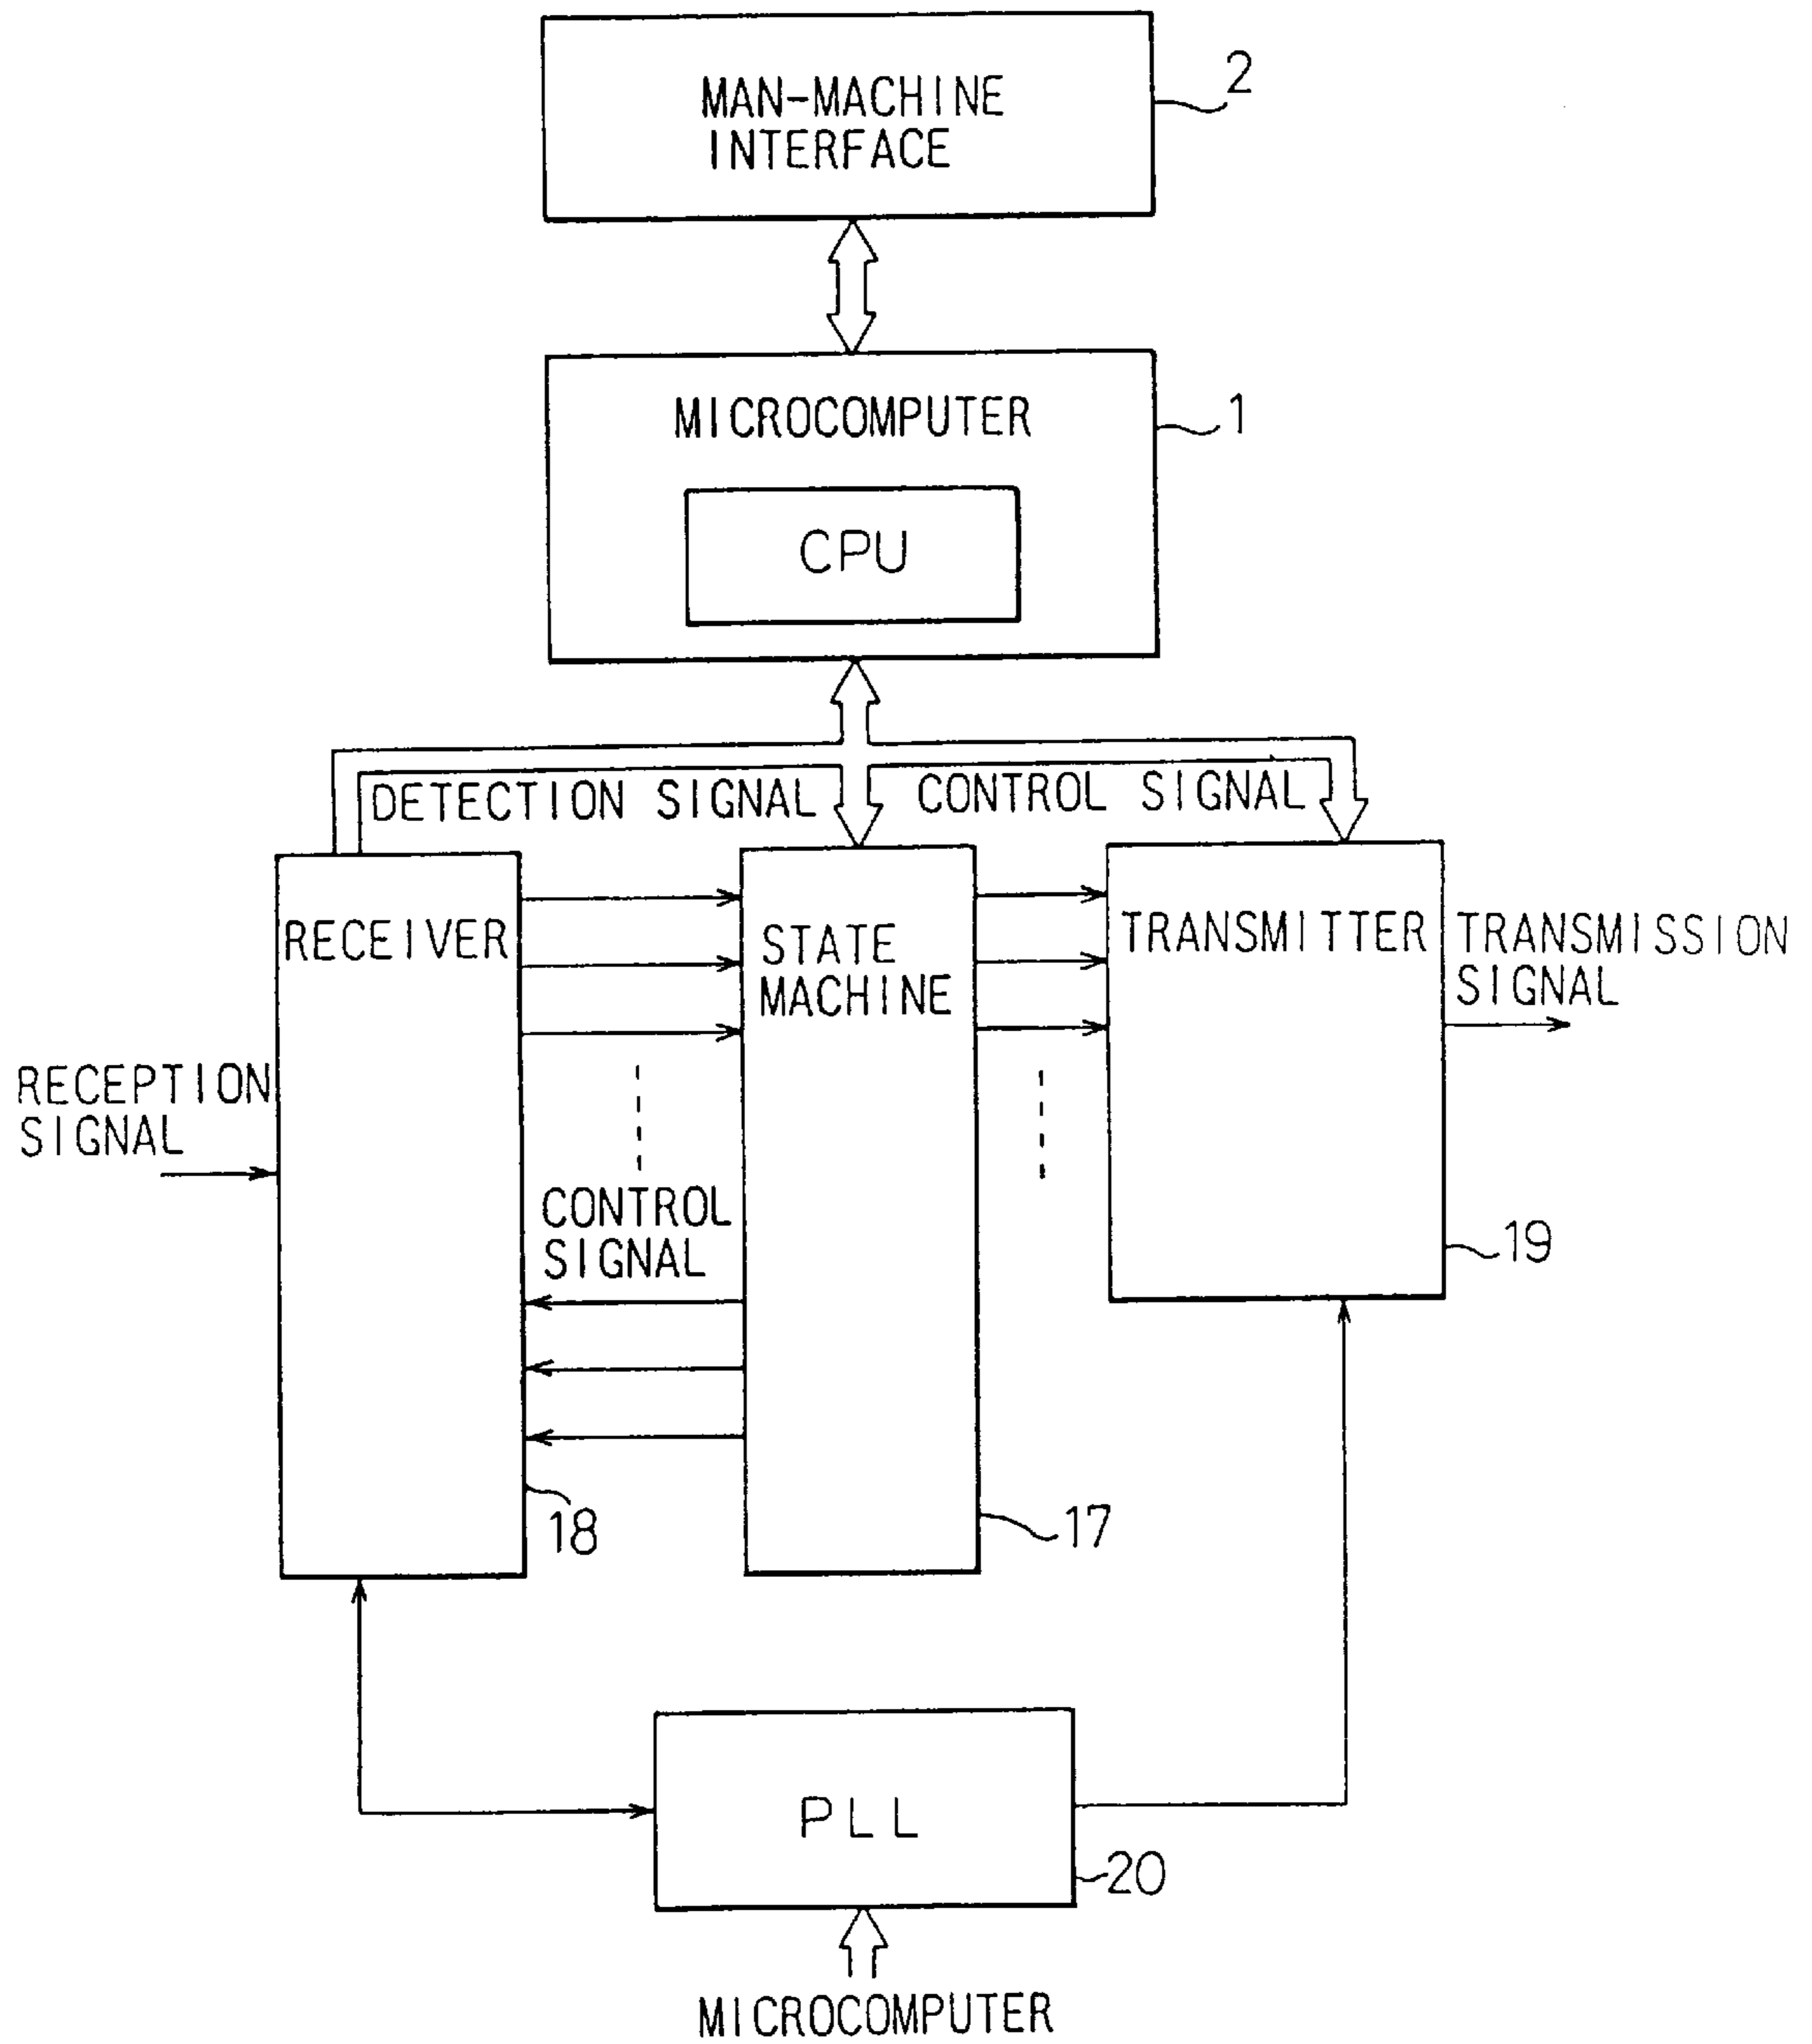 MAN-MACHINE
INTERFACE
2
MICROCOMPUTER
1
CPU
DETECTION SIGNAL
CONTROL SIGNAL
RECEIVER
STATE
MACHINE
TRANSMITTER
TRANSMISSION
SIGNAL
RECEPTION
SIGNAL
CONTROL
SIGNAL
19
18
17
PLL
20
MICROCOMPUTER